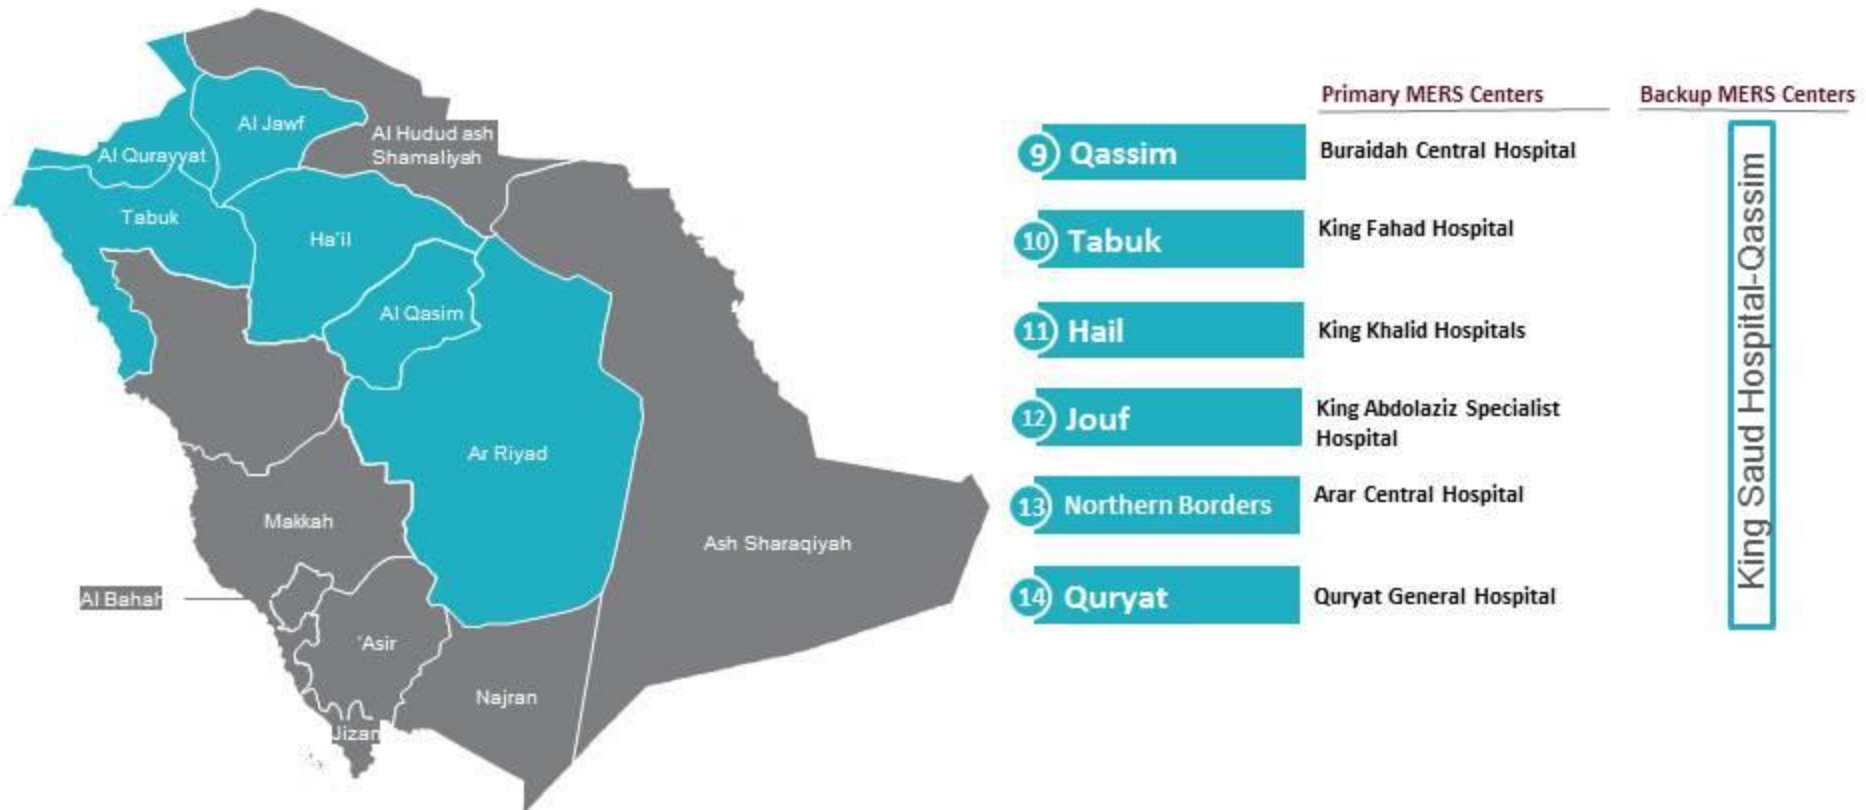 Al Jawf
Al Hudud ash
Shamaliyah
Al Qurayyat
Tabuk
Ha'il
Al Qasim
Ar Riyad
Makkah
Ash Sharaqiyah
Al Bahah
'Asir
Najran
Jizan
Primary MERS Centers
Backup MERS Centers
9 Qassim
Buraidah Central Hospital
10 Tabuk
King Fahad Hospital
11 Hail
King Khalid Hospitals
12 Jouf
King Abdolaziz Specialist
Hospital
13 Northern Borders
Arar Central Hospital
14 Quryat
Quryat General Hospital
King Saud Hospital-Qassim